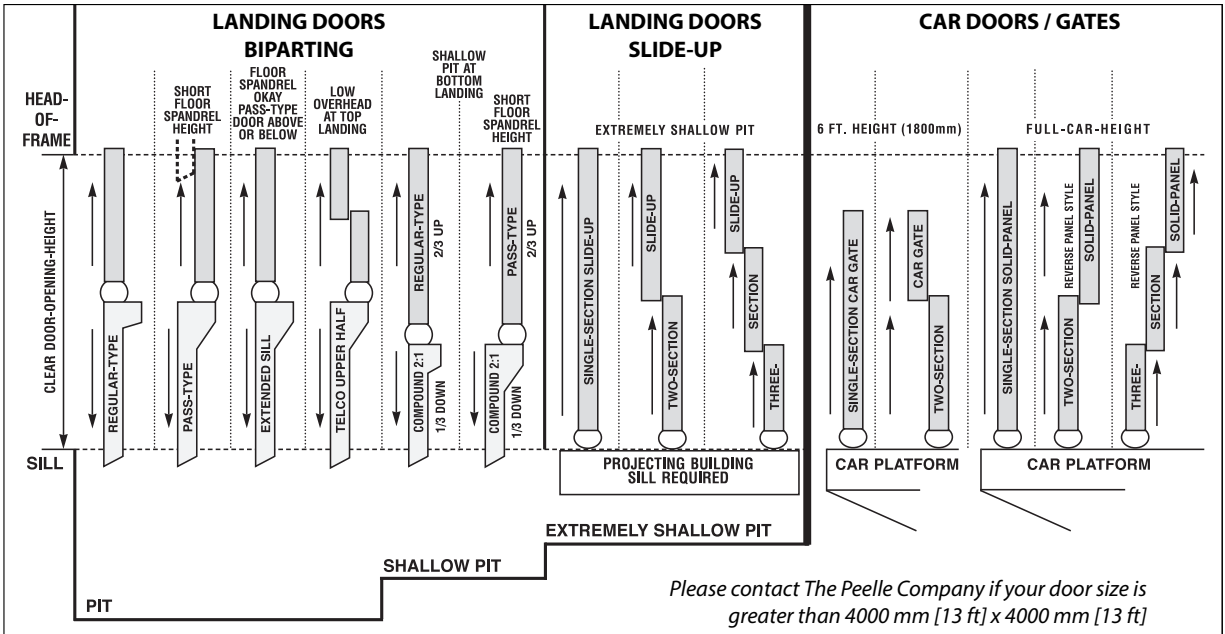 LANDING DOORS
BIPARTING
LANDING DOORS
SLIDE-UP
CAR DOORS / GATES
HEAD-
OF-
FRAME
SHORT
FLOOR
SPANDREL
HEIGHT
FLOOR
SPANDREL
OKAY
PASS-TYPE
DOOR ABOVE
OR BELOW
LOW
OVERHEAD
AT TOP
LANDING
SHALLOW
PIT AT
BOTTOM
LANDING
SHORT
FLOOR
SPANDREL
HEIGHT
EXTREMELY SHALLOW PIT
6 FT. HEIGHT (1800mm)
FULL-CAR-HEIGHT
CLEAR DOOR-OPENING-HEIGHT
REGULAR-TYPE
PASS-TYPE
EXTENDED SILL
TELCO UPPER HALF
REGULAR-TYPE
2/3 UP
COMPOUND 2:1
1/3 DOWN
PASS-TYPE
2/3 UP
COMPOUND 2:1
1/3 DOWN
SINGLE-SECTION SLIDE-UP
SLIDE-UP
TWO-SECTION
SLIDE-UP
SECTION
THREE-
SINGLE-SECTION CAR GATE
CAR GATE
TWO-SECTION
SINGLE-SECTION SOLID-PANEL
REVERSE PANEL STYLE
SOLID-PANEL
TWO-SECTION
REVERSE PANEL STYLE
SOLID-PANEL
SECTION
THREE-
SILL
PROJECTING BUILDING
SILL REQUIRED
CAR PLATFORM
CAR PLATFORM
EXTREMELY SHALLOW PIT
SHALLOW PIT
PIT
Please contact The Peelle Company if your door size is
greater than 4000 mm [13 ft] x 4000 mm [13 ft]